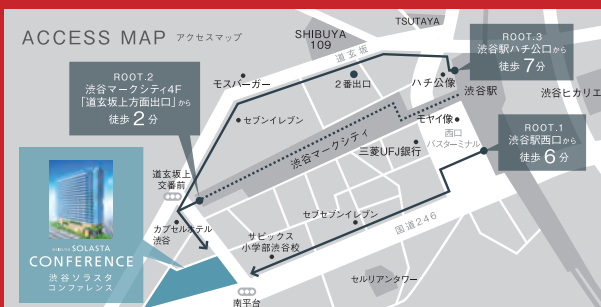 ACCESS MAP アクセスマップ
TSUTAYA
SHIBUYA
109
ROOT.3
渋谷駅ハチ公口から
徒歩 7分
道玄坂
ROOT.2
渋谷マークシティ4F
「道玄坂上方面出口」から
徒歩 2分
モスバーガー
2番出口
ハチ公像
渋谷駅
渋谷ヒカリエ
セブンイレブン
モヤイ像
西口
バスターミナル
ROOT.1
渋谷駅西口から
徒歩 6分
渋谷マークシティ
三菱UFJ銀行
道玄坂上
交番前
カプセルホテル
渋谷
セブセブンイレブン
国道246
サピックス
小学部渋谷校
SHIBUYA SOLASTA
CONFERENCE
渋谷ソラスタ
コンファレンス
セルリアンタワー
南平台